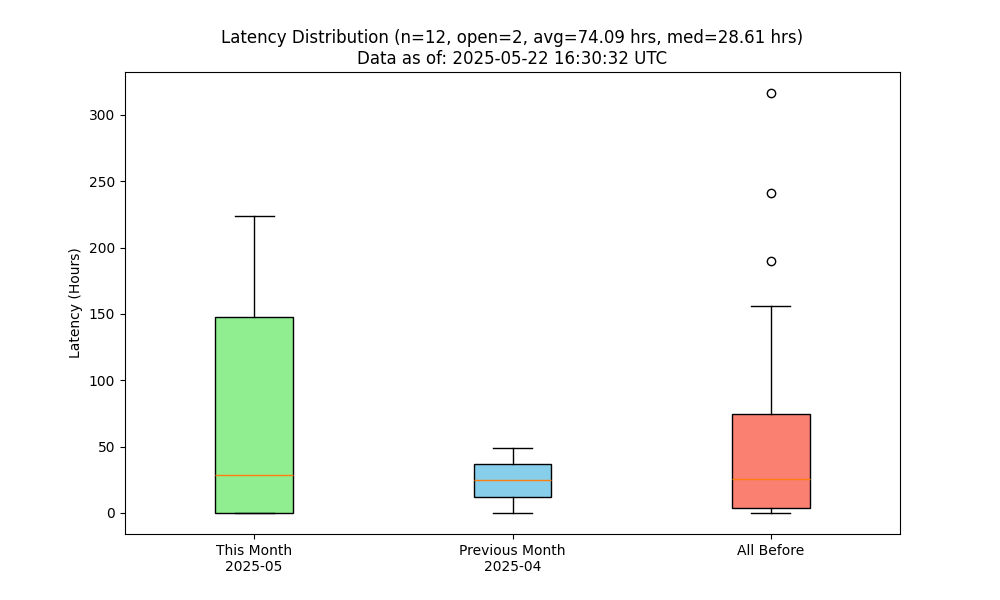 Latency Distribution (n=12, open=2, avg=74.09 hrs, med=28.61 hrs)
Data as of: 2025-05-22 16:30:32 UTC
Latency (Hours)
300
250
200
150
100
50
0
This Month
2025-05
Previous Month
2025-04
All Before